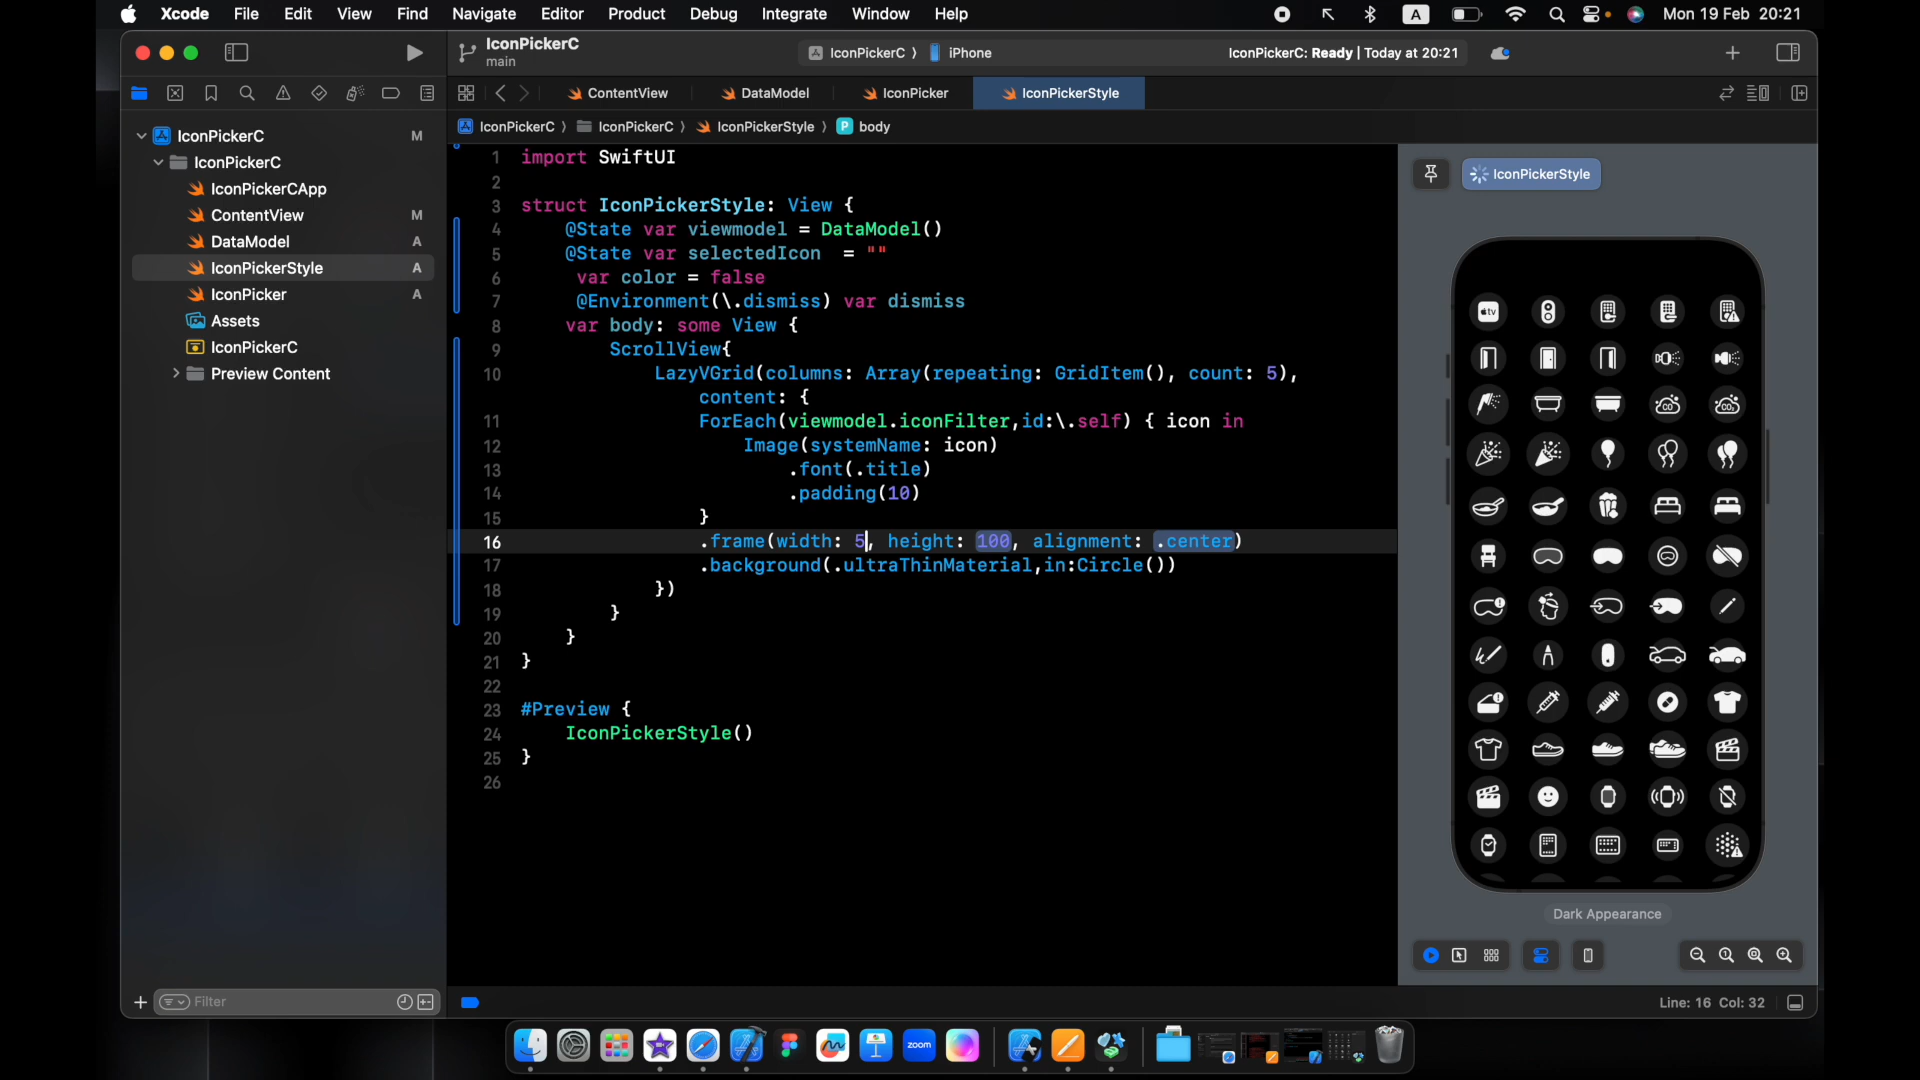 Xcode File Edit View Find Navigate Editor Product Debug Integrate Window Help A Mon 19 Feb 20:21
IconPickerC
main
IconPickerC iPhone IconPickerC: Ready | Today at 20:21
ContentView DataModel IconPicker IconPickerStyle
IconPickerC IconPickerC IconPickerStyle P body
IconPickerC M
IconPickerC
IconPickerCApp
ContentView M
DataModel A
IconPickerStyle A
IconPicker A
Assets
IconPickerC
Preview Content
Filter
1 import SwiftUI
2
3 struct IconPickerStyle: View {
4 @State var viewmodel = DataModel()
5 @State var selectedIcon = ""
6 var color = false
7 @Environment(\.dismiss) var dismiss
8 var body: some View {
9 ScrollView{
10 LazyVGrid(columns: Array(repeating: GridItem(), count: 5),
content: {
11 ForEach(viewmodel.iconFilter,id:\.self) { icon in
12 Image(systemName: icon)
13 .font(.title)
14 .padding(10)
15 }
16 .frame(width: 5, height: 100, alignment: .center)
17 .background(.ultraThinMaterial,in:Circle())
18 })
19 }
20 }
21 }
22
23 #Preview {
24 IconPickerStyle()
25 }
26
IconPickerStyle
tv
CO CO₂
Dark Appearance
Line: 16 Col: 32
zoom